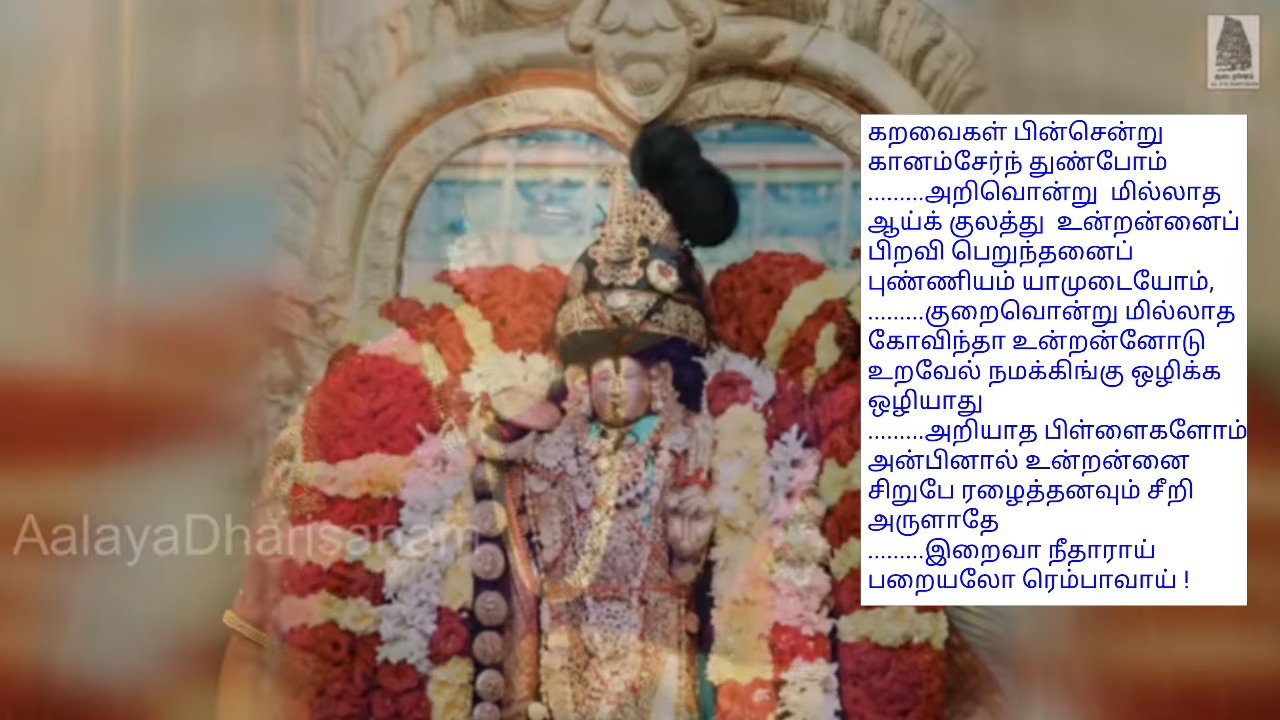 கறவைகள் பின்சென்று
கானம்சேர்ந் துண்போம்
.........அறிவொன்று மில்லாத
ஆய்க் குலத்து உன்றன்னைப்
பிறவி பெறுந்தனைப்
புண்ணியம் யாமுடையோம்,
.........குறைவொன்று மில்லாத
கோவிந்தா உன்றன்னோடு
உறவேல் நமக்கிங்கு ஒழிக்க
ஒழியாது
.........அறியாத பிள்ளைகளோம்
அன்பினால் உன்றன்னை
சிறுபே ரழைத்தனவும் சீறி
அருளாதே
.........இறைவா நீதாராய்
பறையலோ ரெம்பாவாய் !
AalayaDharisanam